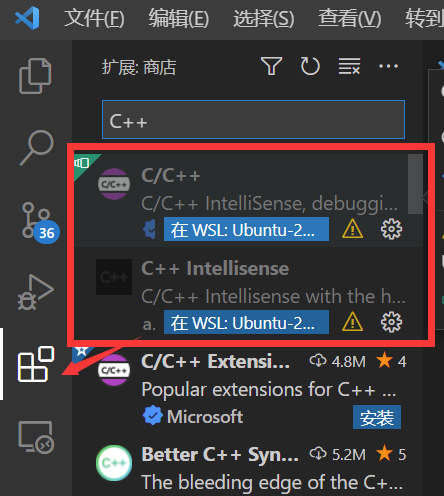 文件(F) 编辑(E) 选择(S) 查看(V) 转到
扩展: 商店
C++
C/C++
C/C++
C/C++ IntelliSense, debuggi...
在 WSL: Ubuntu-2...
36
C++
C++ Intellisense
C/C++ Intellisense with the h...
a. 在 WSL: Ubuntu-2...
C/C++
C/C++ Extensi... 4.8M 4
Popular extensions for C++ ...
Microsoft 安装
C++
Better C++ Syn... 5.2M 5
The bleeding edge of the C+...